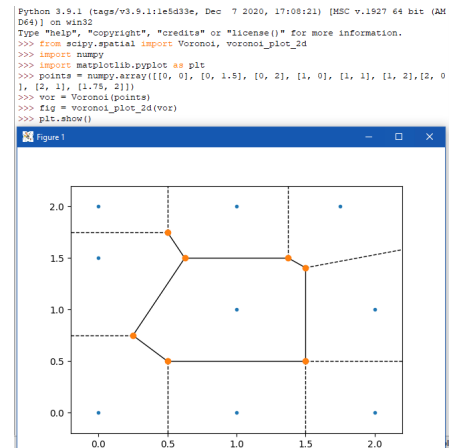 Python 3.9.1 (tags/v3.9.1:1e5d33e, Dec  7 2020, 17:08:21) [MSC v.1927 64 bit (AM
D64)] on win32
Type "help", "copyright", "credits" or "license()" for more information.
>>> from scipy.spatial import Voronoi, voronoi_plot_2d
>>> import numpy
>>> import matplotlib.pyplot as plt
>>> points = numpy.array([[0, 0], [0, 1.5], [0, 2], [1, 0], [1, 1], [1, 2],[2, 0
], [2, 1], [1.75, 2]])
>>> vor = Voronoi(points)
>>> fig = voronoi_plot_2d(vor)
>>> plt.show()
Figure 1
2.0
1.5
1.0
0.5
0.0
0.0 0.5 1.0 1.5 2.0